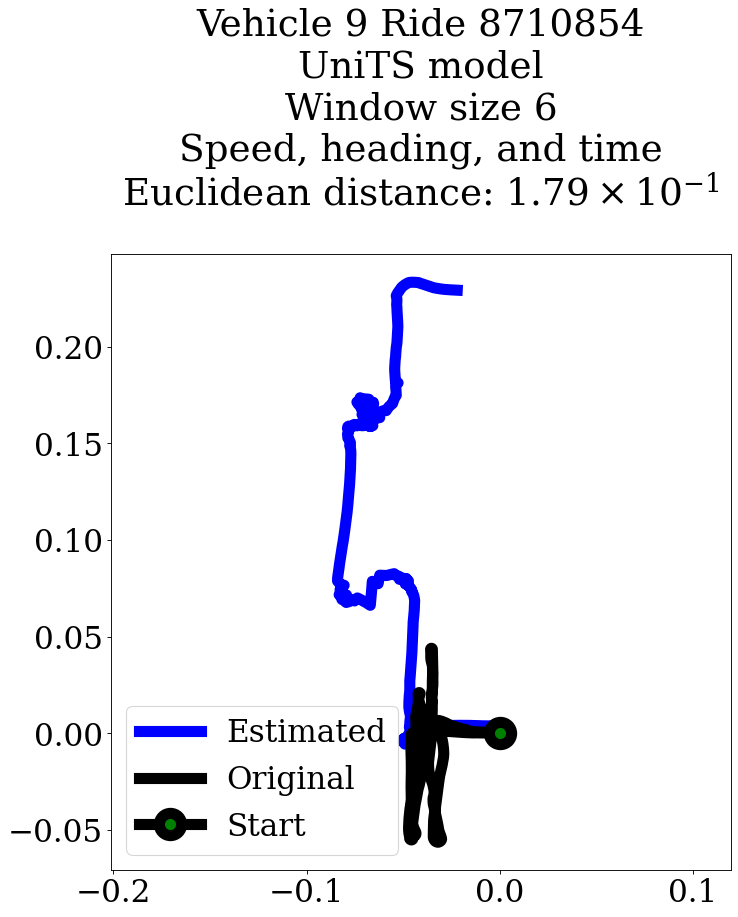 Vehicle 9 Ride 8710854
UniTS model
Window size 6
Speed, heading, and time
Euclidean distance: 1.79 × 10⁻¹
0.20
0.15
0.10
0.05
0.00
−0.05
Estimated
Original
Start
−0.2
−0.1
0.0
0.1